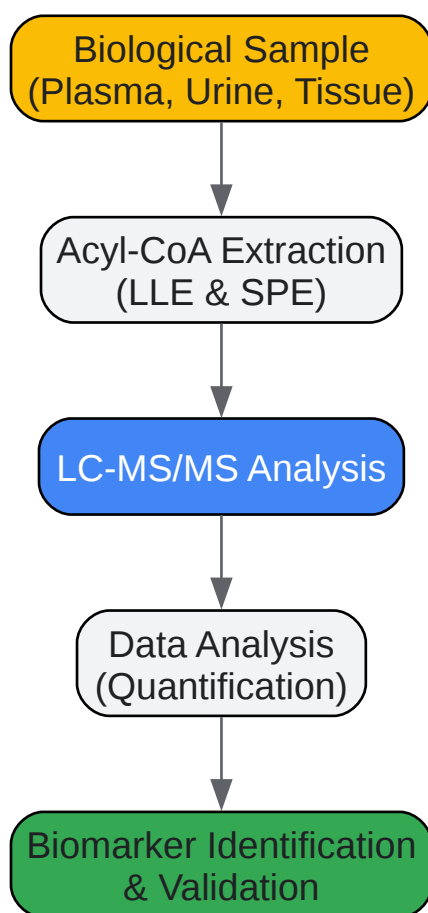 Biological Sample
(Plasma, Urine, Tissue)
Acyl-CoA Extraction
(LLE & SPE)
LC-MS/MS Analysis
Data Analysis
(Quantification)
Biomarker Identification
& Validation